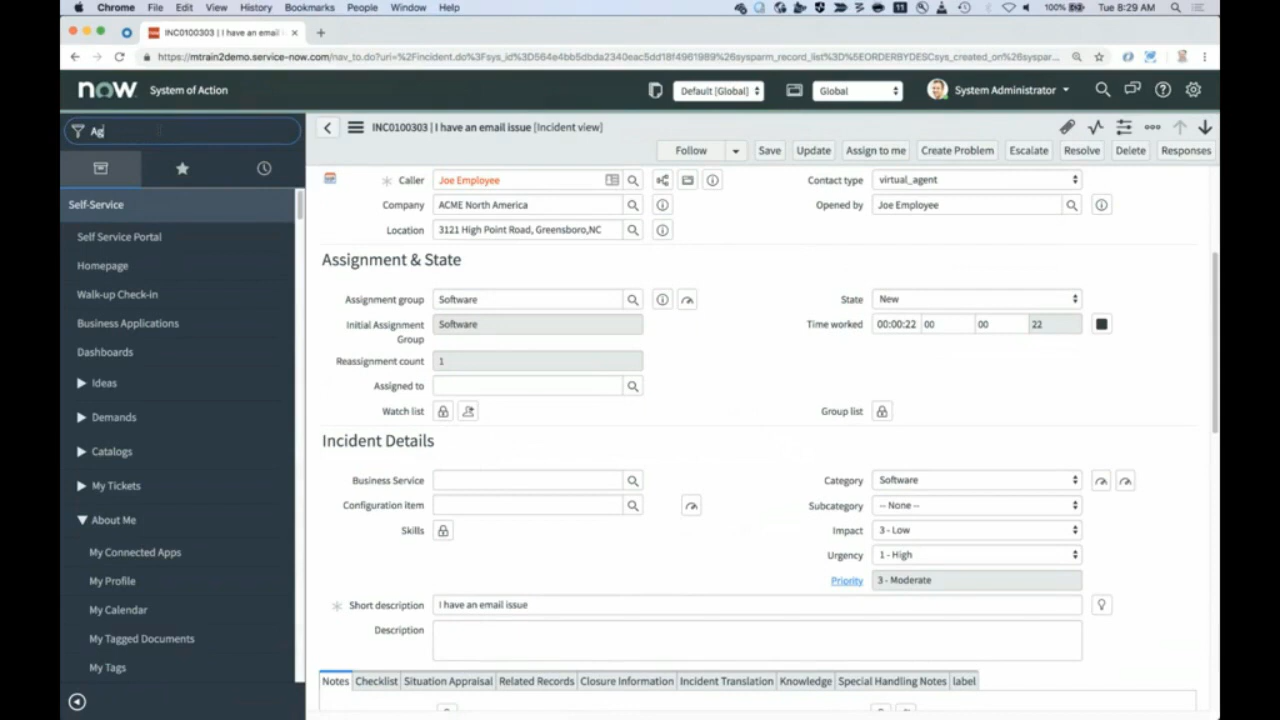 Chrome File Edit View History Bookmarks People Window Help
11 100% Tue 8:29 AM
INC0100303 | I have an email i
https://mtrain2demo.service-now.com/nav_to.do?uri=%2Fincident.do%3Fsys_id%3D564e4bb5dbda2340eac5dd18f4961989%26sysparm_record_list%3D%5EORDERBYDESCsys_created_on%26syspar...
now System of Action
Default [Global] Global System Administrator
Ag
INC0100303 | I have an email issue [Incident view]
Follow Save Update Assign to me Create Problem Escalate Resolve Delete Responses
Self-Service
Self Service Portal
Homepage
Walk-up Check-in
Business Applications
Dashboards
Ideas
Demands
Catalogs
My Tickets
About Me
My Connected Apps
My Profile
My Calendar
My Tagged Documents
My Tags
Caller Joe Employee Contact type virtual_agent
Company ACME North America Opened by Joe Employee
Location 3121 High Point Road, Greensboro,NC
Assignment & State
Assignment group Software State New
Initial Assignment Group Software Time worked 00:00:22 00 00 22
Reassignment count 1
Assigned to
Watch list Group list
Incident Details
Business Service Category Software
Configuration item Subcategory -- None --
Skills Impact 3 - Low
Urgency 1 - High
Priority 3 - Moderate
Short description I have an email issue
Description
Notes Checklist Situation Appraisal Related Records Closure Information Incident Translation Knowledge Special Handling Notes label